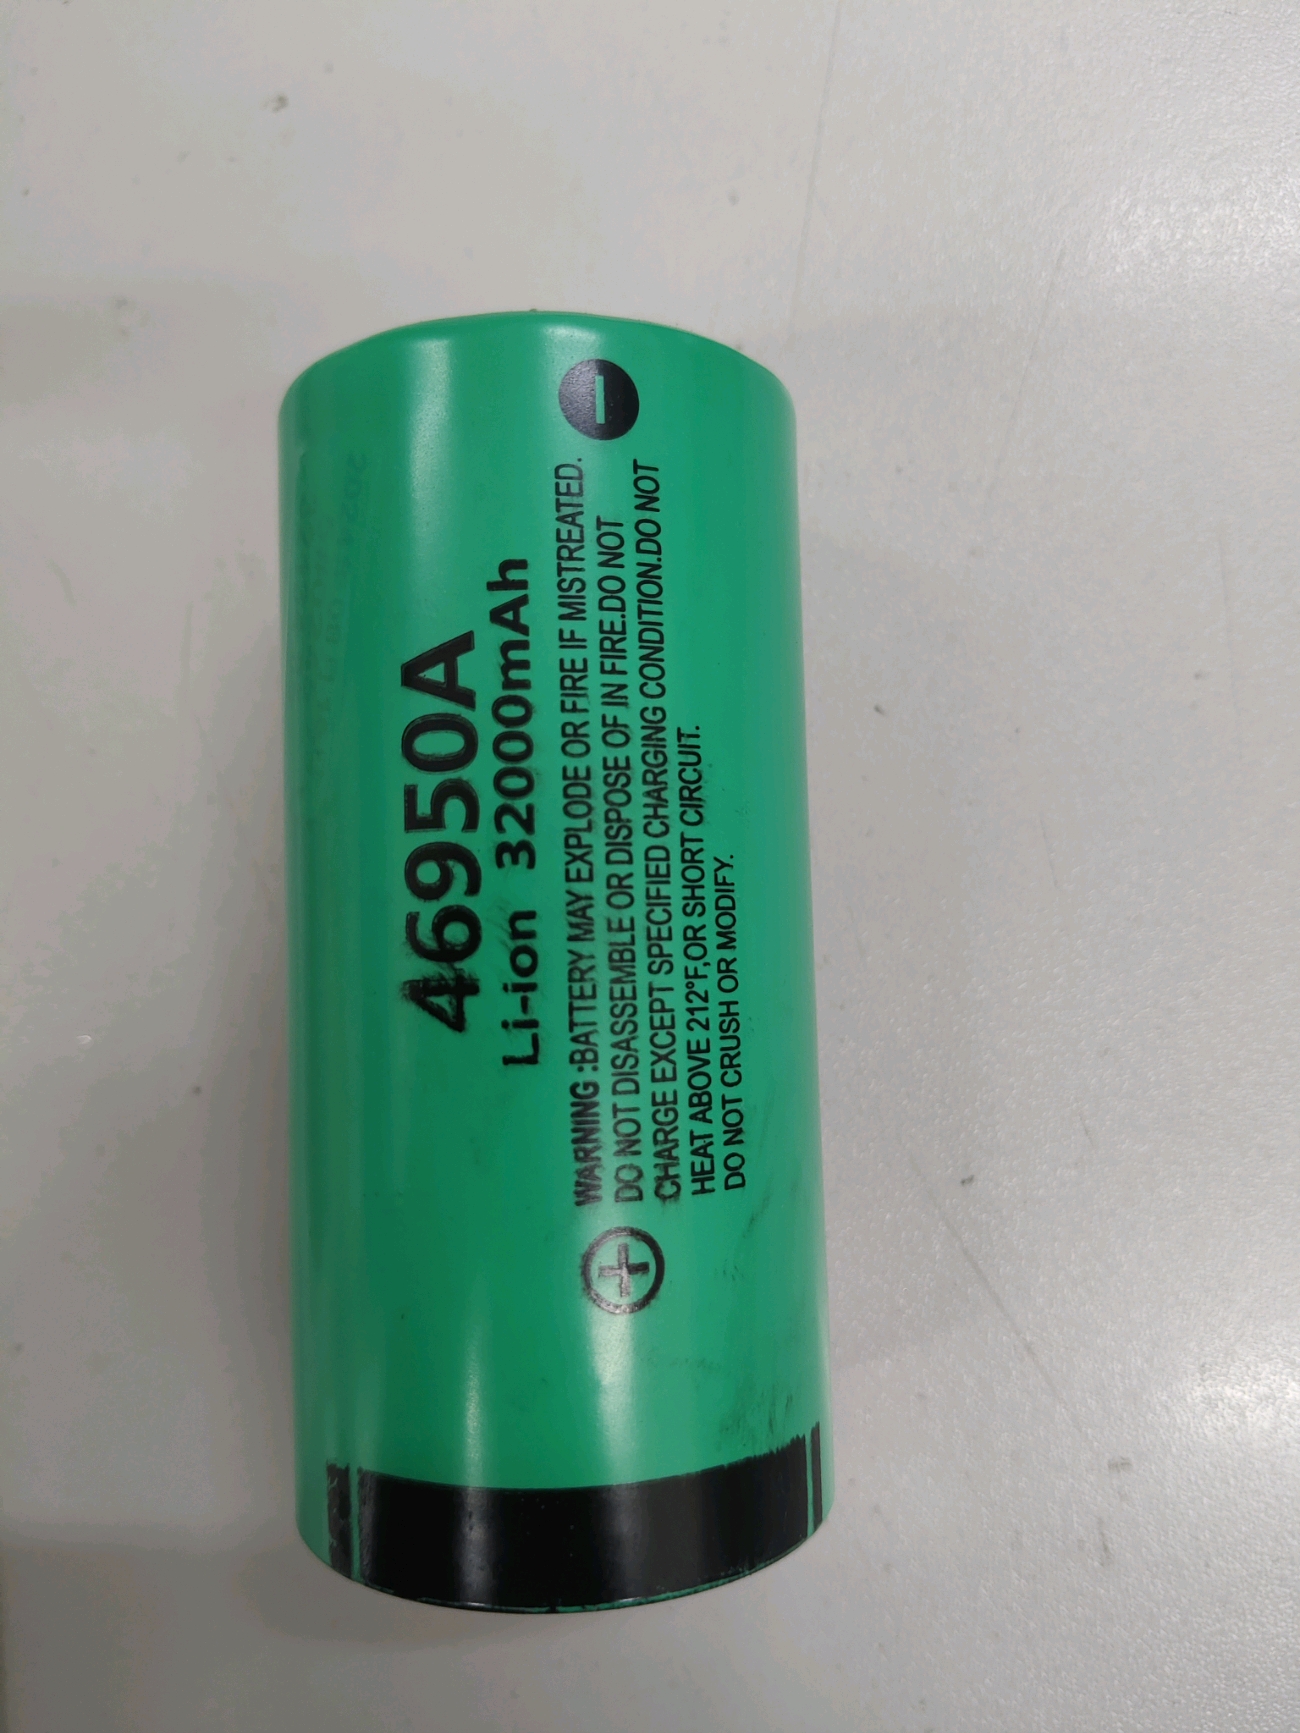 46950A
Li-ion 32000mAh
WARNING :BATTERY MAY EXPLODE OR FIRE IF MISTREATED.
DO NOT DISASSEMBLE OR DISPOSE OF IN FIRE.DO NOT
CHARGE EXCEPT SPECIFIED CHARGING CONDITION.DO NOT
HEAT ABOVE 212°F,OR SHORT CIRCUIT.
DO NOT CRUSH OR MODIFY.